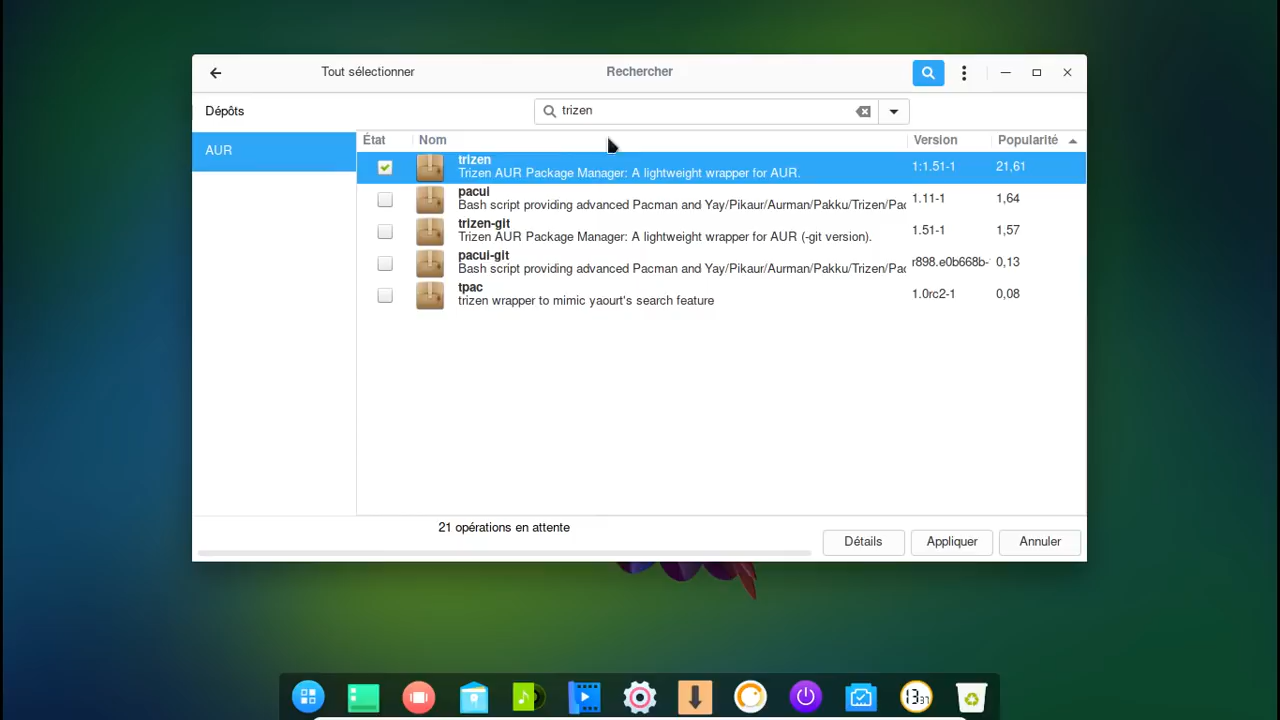 Tout sélectionner
Rechercher
Dépôts
trizen
AUR
État Nom Version Popularité
trizen
Trizen AUR Package Manager: A lightweight wrapper for AUR.
1:1.51-1 21,61
pacui
Bash script providing advanced Pacman and Yay/Pikaur/Aurman/Pakku/Trizen/Pac
1.11-1 1,64
trizen-git
Trizen AUR Package Manager: A lightweight wrapper for AUR (-git version).
1.51-1 1,57
pacui-git
Bash script providing advanced Pacman and Yay/Pikaur/Aurman/Pakku/Trizen/Pac
r898.e0b668b- 0,13
tpac
trizen wrapper to mimic yaourt's search feature
1.0rc2-1 0,08
21 opérations en attente
Détails Appliquer Annuler
13 37